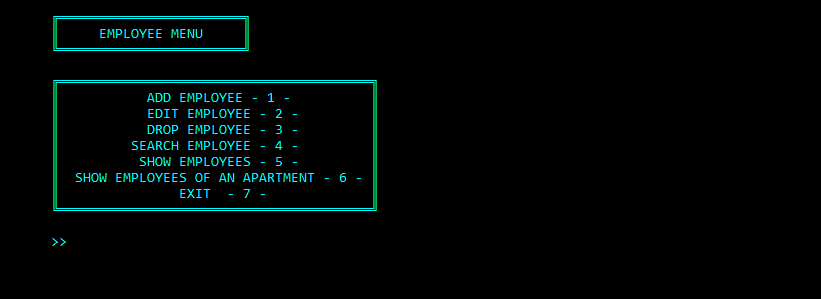 EMPLOYEE MENU
ADD EMPLOYEE - 1 -
EDIT EMPLOYEE - 2 -
DROP EMPLOYEE - 3 -
SEARCH EMPLOYEE - 4 -
SHOW EMPLOYEES - 5 -
SHOW EMPLOYEES OF AN APARTMENT - 6 -
EXIT  - 7 -
>>